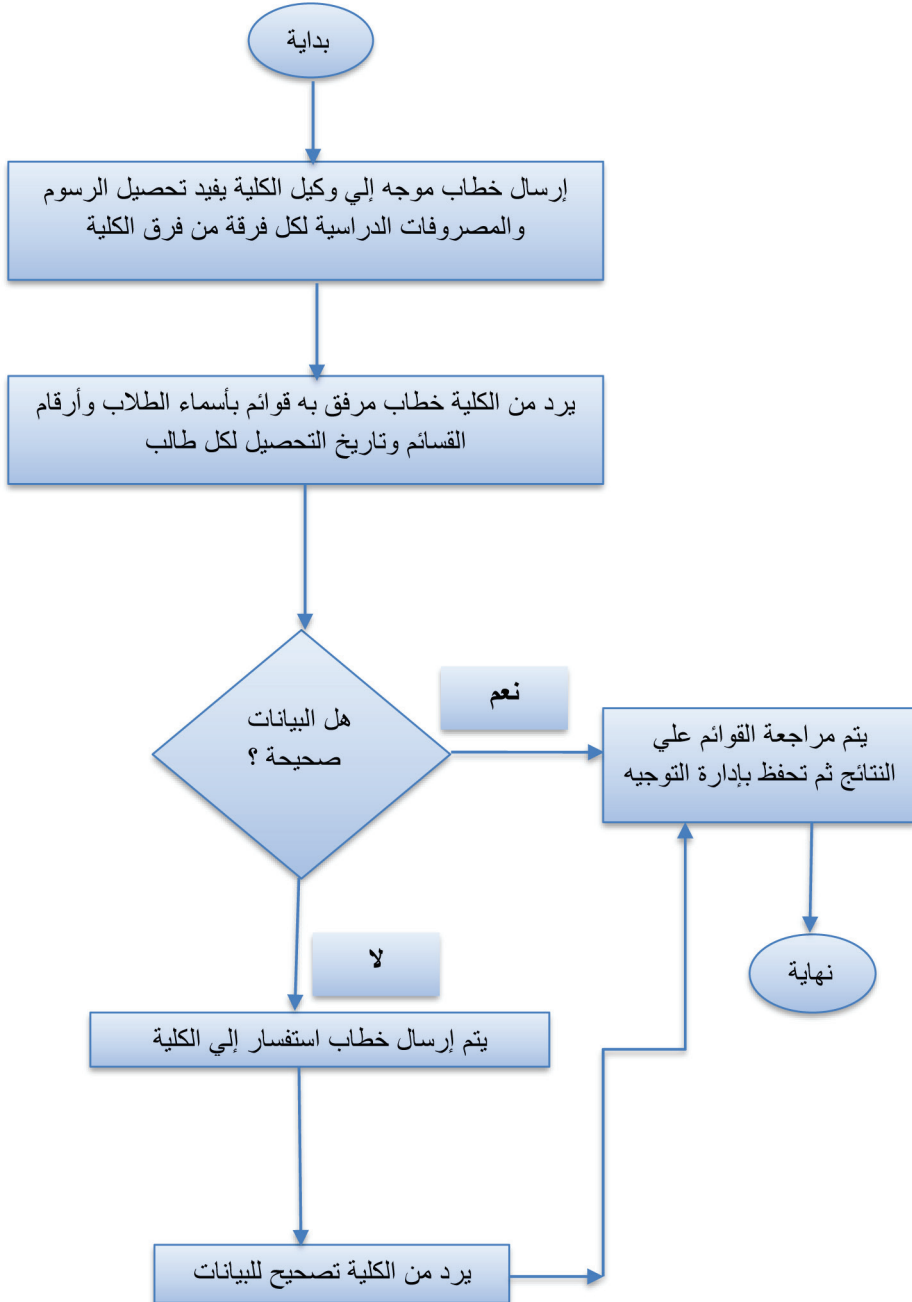 بداية
إرسال خطاب موجه إلي وكيل الكلية يفيد تحصيل الرسوم
والمصروفات الدراسية لكل فرقة من فرق الكلية
يرد من الكلية خطاب مرفق به قوائم بأسماء الطلاب وأرقام
القسائم وتاريخ التحصيل لكل طالب
هل البيانات
صحيحة ؟
نعم
يتم مراجعة القوائم علي
النتائج ثم تحفظ بإدارة التوجيه
نهاية
لا
يتم إرسال خطاب استفسار إلي الكلية
يرد من الكلية تصحيح للبيانات